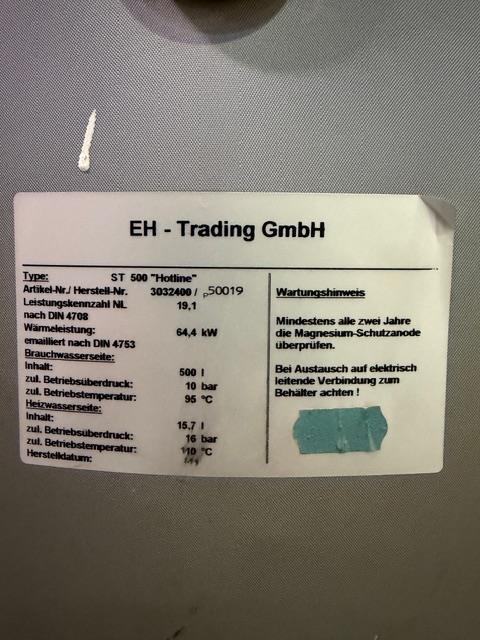 EH - Trading GmbH
Type: ST 500 "Hotline"
Artikel-Nr./ Herstell-Nr. 3032400 / P50019
Leistungskennzahl NL 19,1
nach DIN 4708
Wärmeleistung: 64,4 kW
emailliert nach DIN 4753
Brauchwasserseite:
Inhalt: 500 l
zul. Betriebsüberdruck: 10 bar
zul. Betriebstemperatur: 95 °C
Heizwasserseite:
Inhalt: 15,7 l
zul. Betriebsüberdruck: 16 bar
zul. Betriebstemperatur: 110 °C
Herstelldatum:
Wartungshinweis
Mindestens alle zwei Jahre
die Magnesium-Schutzanode
überprüfen.
Bei Austausch auf elektrisch
leitende Verbindung zum
Behälter achten !